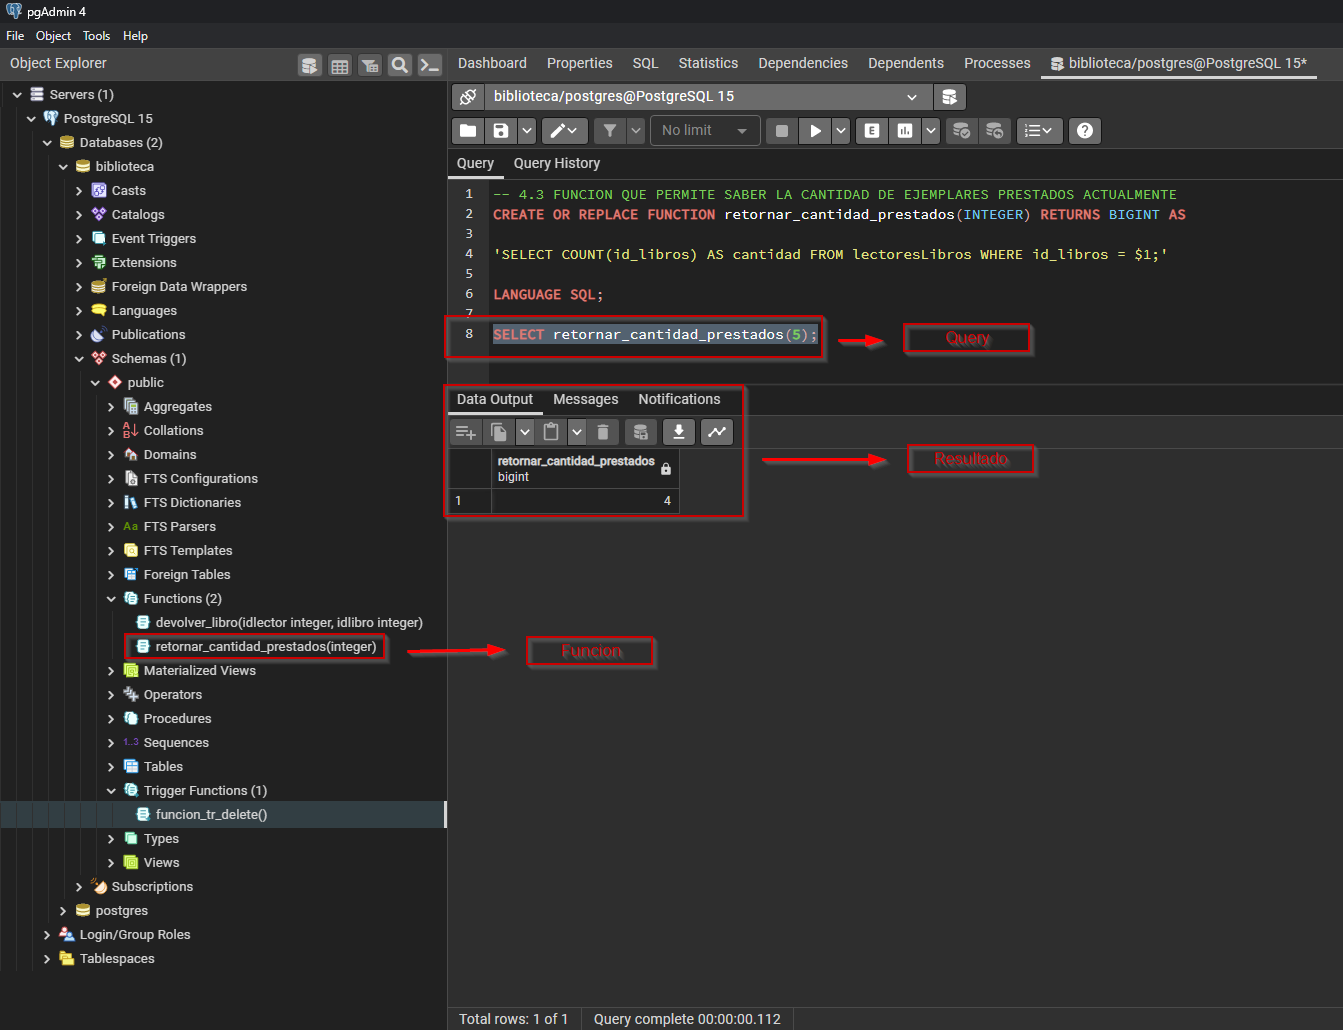 pgAdmin 4
File Object Tools Help
Object Explorer
Servers (1)
PostgreSQL 15
Databases (2)
biblioteca
Casts
Catalogs
Event Triggers
Extensions
Foreign Data Wrappers
Languages
Publications
Schemas (1)
public
Aggregates
Collations
Domains
FTS Configurations
FTS Dictionaries
Aa FTS Parsers
FTS Templates
Foreign Tables
Functions (2)
devolver_libro(idlector integer, idlibro integer)
retornar_cantidad_prestados(integer)
Funcion
Materialized Views
Operators
Procedures
1..3 Sequences
Tables
Trigger Functions (1)
funcion_tr_delete()
Types
Views
Subscriptions
postgres
Login/Group Roles
Tablespaces
Dashboard Properties SQL Statistics Dependencies Dependents Processes biblioteca/postgres@PostgreSQL 15*
biblioteca/postgres@PostgreSQL 15
No limit
E
Query Query History
1 -- 4.3 FUNCION QUE PERMITE SABER LA CANTIDAD DE EJEMPLARES PRESTADOS ACTUALMENTE
2 CREATE OR REPLACE FUNCTION retornar_cantidad_prestados(INTEGER) RETURNS BIGINT AS
3
4 'SELECT COUNT(id_libros) AS cantidad FROM lectoresLibros WHERE id_libros = $1;'
5
6 LANGUAGE SQL;
7
8 SELECT retornar_cantidad_prestados(5);
Query
Data Output Messages Notifications
Resultado
retornar_cantidad_prestados
bigint
1 4
Total rows: 1 of 1 Query complete 00:00:00.112